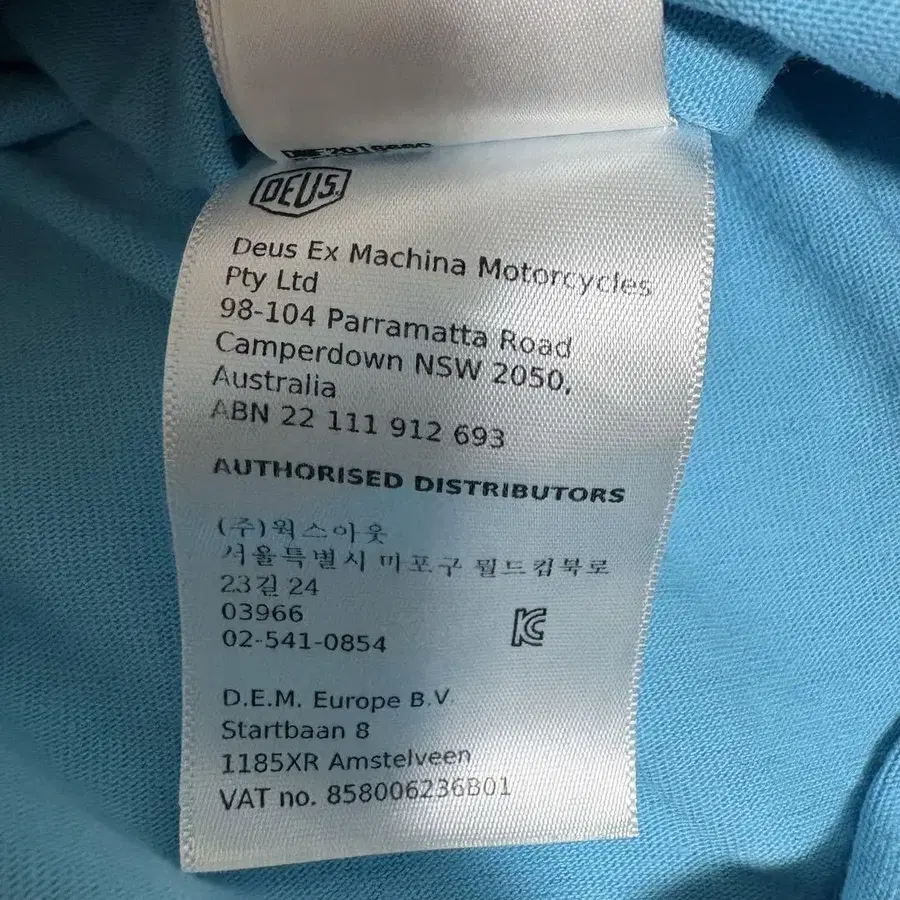 DEUS.
Deus Ex Machina Motorcycles
Pty Ltd
98-104 Parramatta Road
Camperdown NSW 2050,
Australia
ABN 22 111 912 693
AUTHORISED DISTRIBUTORS
(주)웍스아웃
서울특별시 마포구 월드컵북로
23길 24
03966
02-541-0854
D.E.M. Europe B.V.
Startbaan 8
1185XR Amstelveen
VAT no. 858006236B01